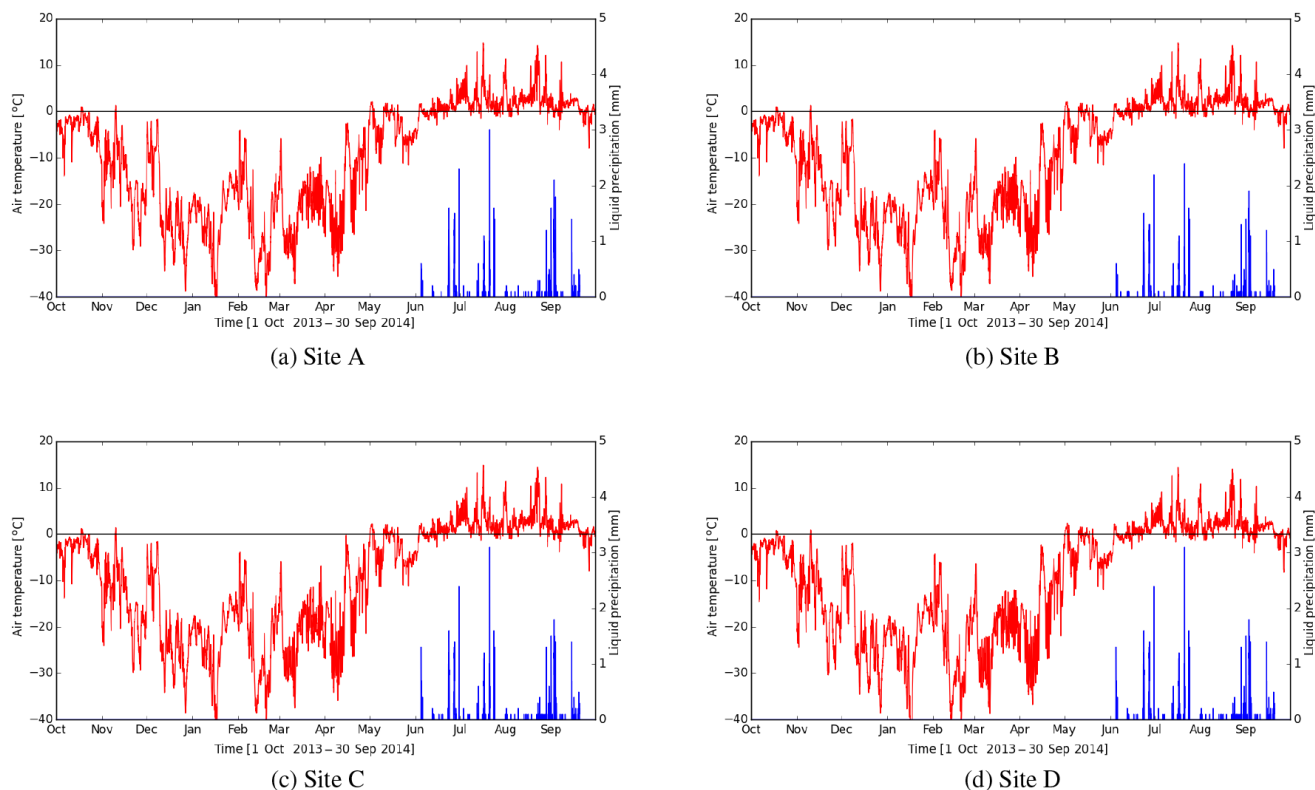 20
15
10
5
0
−10
−20
−30
−40
4
3
2
1
0
Air temperature [°C]
Liquid precipitation [mm]
Oct Nov Dec Jan Feb Mar Apr May Jun Jul Aug Sep
Time [1 Oct 2013−30 Sep 2014]
(a) Site A
20
5
10
0
−10
−20
−30
−40
4
3
2
1
0
Air temperature [°C]
Liquid precipitation [mm]
Oct Nov Dec Jan Feb Mar Apr May Jun Jul Aug Sep
Time [1 Oct 2013−30 Sep 2014]
(b) Site B
20
5
10
0
−10
−20
−30
−40
4
3
2
1
0
Air temperature [°C]
Liquid precipitation [mm]
Oct Nov Dec Jan Feb Mar Apr May Jun Jul Aug Sep
Time [1 Oct 2013−30 Sep 2014]
(c) Site C
20
5
10
0
−10
−20
−30
−40
4
3
2
1
0
Air temperature [°C]
Liquid precipitation [mm]
Oct Nov Dec Jan Feb Mar Apr May Jun Jul Aug Sep
Time [1 Oct 2013−30 Sep 2014]
(d) Site D